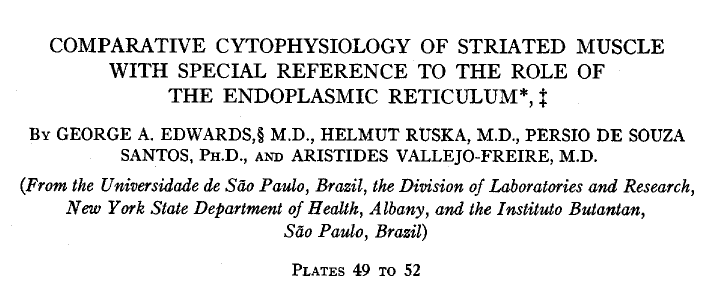 COMPARATIVE CYTOPHYSIOLOGY OF STRIATED MUSCLE
WITH SPECIAL REFERENCE TO THE ROLE OF
THE ENDOPLASMIC RETICULUM*, ‡
BY GEORGE A. EDWARDS,§ M.D., HELMUT RUSKA, M.D., PERSIO DE SOUZA
SANTOS, PH.D., AND ARISTIDES VALLEJO-FREIRE, M.D.
(From the Universidade de São Paulo, Brazil, the Division of Laboratories and Research,
New York State Department of Health, Albany, and the Instituto Butantan,
São Paulo, Brazil)
PLATES 49 TO 52